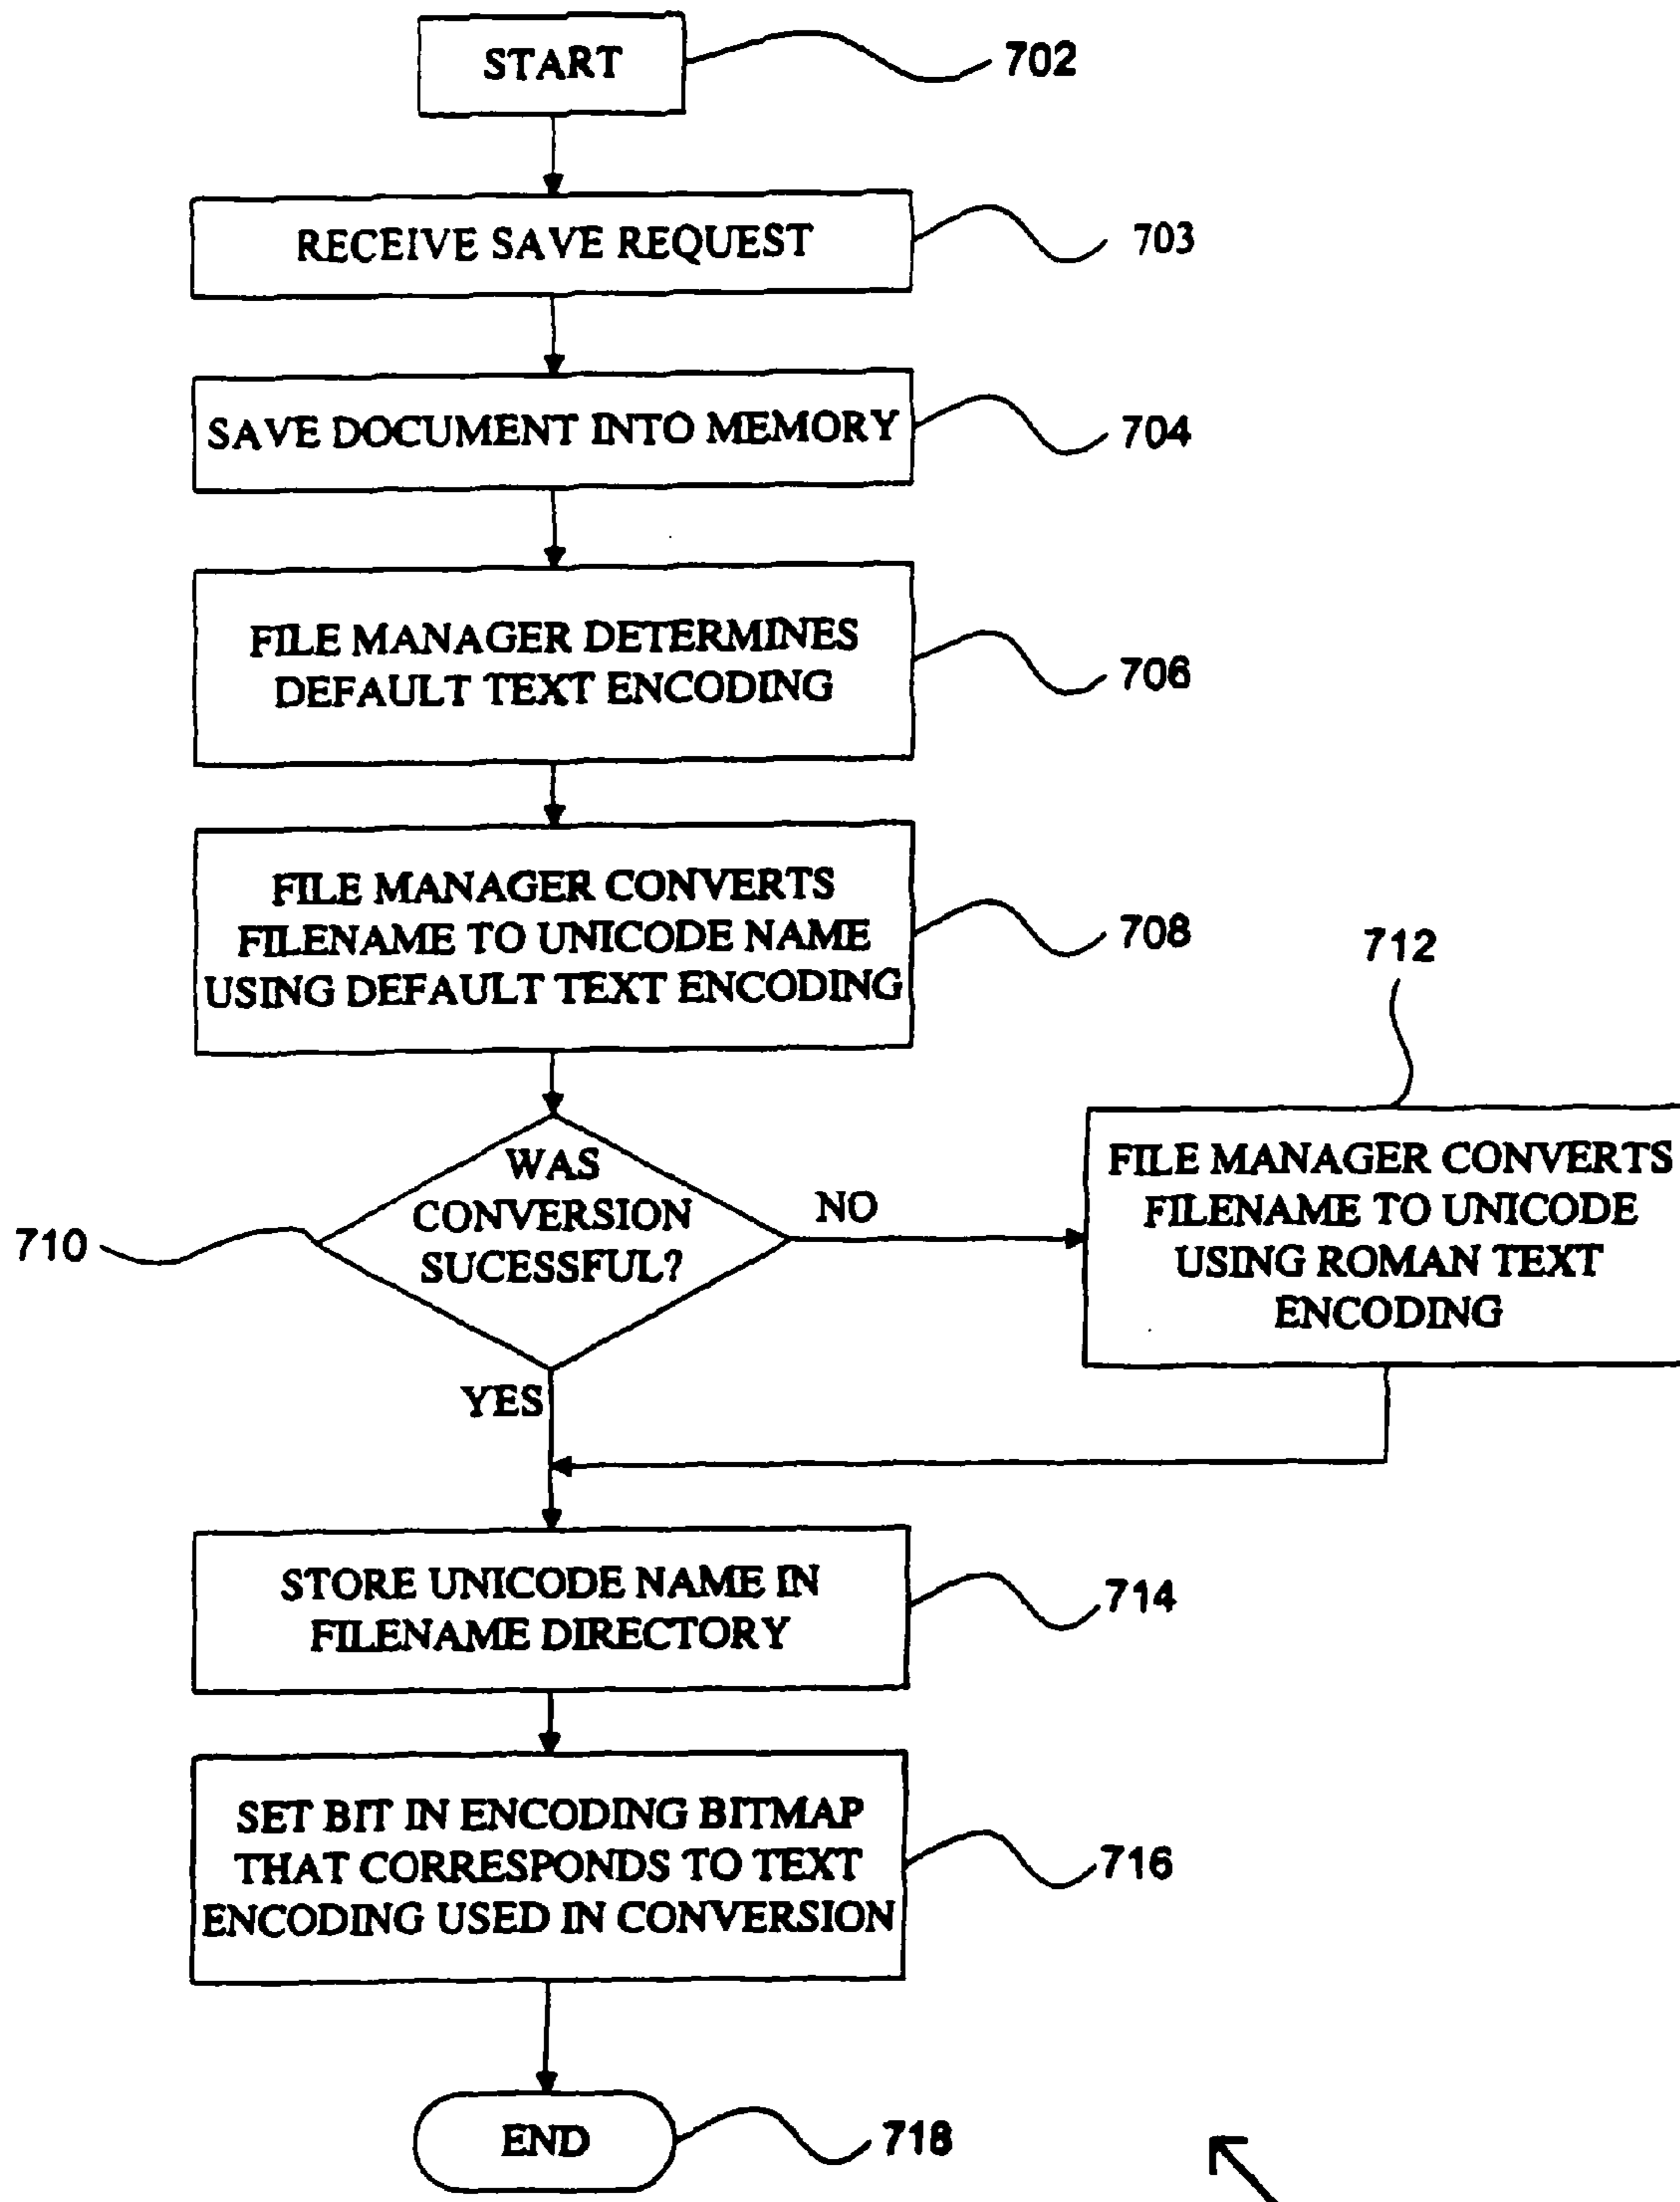 START
702
RECEIVE SAVE REQUEST
703
SAVE DOCUMENT INTO MEMORY
704
FILE MANAGER DETERMINES
DEFAULT TEXT ENCODING
706
FILE MANAGER CONVERTS
FILENAME TO UNICODE NAME
USING DEFAULT TEXT ENCODING
708
712
WAS
CONVERSION
SUCESSFUL?
710
NO
FILE MANAGER CONVERTS
FILENAME TO UNICODE
USING ROMAN TEXT
ENCODING
YES
STORE UNICODE NAME IN
FILENAME DIRECTORY
714
SET BIT IN ENCODING BITMAP
THAT CORRESPONDS TO TEXT
ENCODING USED IN CONVERSION
716
END
718